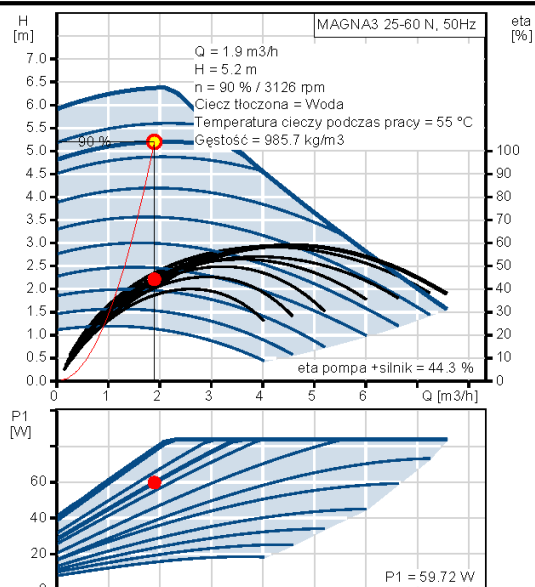 H
[m]
MAGNA3 25-60 N, 50Hz
eta
[%]
Q = 1.9 m3/h
H = 5.2 m
n = 90 % / 3126 rpm
Ciecz tłoczona = Woda
Temperatura cieczy podczas pracy = 55 °C
Gęstość = 985.7 kg/m3
90 %
7.0
6.5
6.0
5.5
5.0
4.5
4.0
3.5
3.0
2.5
2.0
1.5
1.0
0.5
0.0
100
90
80
70
60
50
40
30
20
10
0
eta pompa +silnik = 44.3 %
0
1
2
3
4
5
6
Q [m3/h]
P1
[W]
60
40
20
0
P1 = 59.72 W